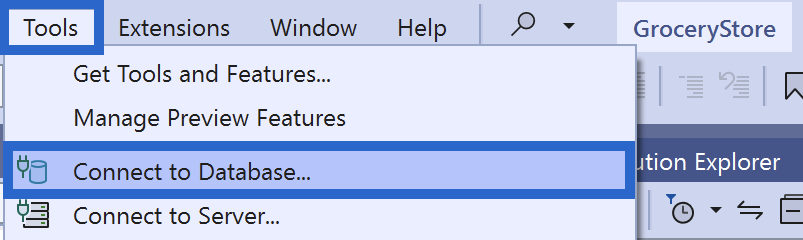 Tools Extensions Window Help GroceryStore
Get Tools and Features...
Manage Preview Features
Connect to Database...
ution Explorer
Connect to Server...